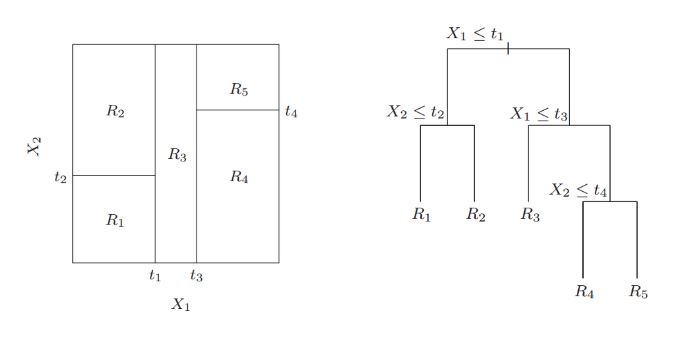 R₅
R₂
t₄
X₂
R₃
t₂
R₄
R₁
t₁
t₃
X₁
X₁ ≤ t₁
X₂ ≤ t₂
X₁ ≤ t₃
X₂ ≤ t₄
R₁
R₂
R₃
R₄
R₅